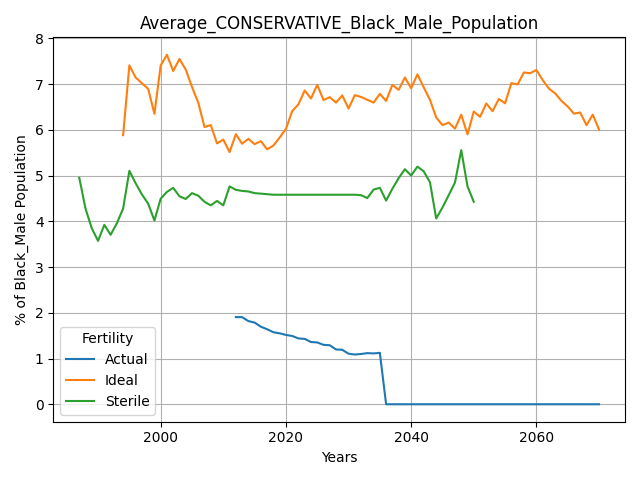 Average_CONSERVATIVE_Black_Male_Population
% of Black_Male Population
8
7
6
5
4
3
2
1
0
Fertility
Actual
Ideal
Sterile
2000 2020 2040 2060
Years